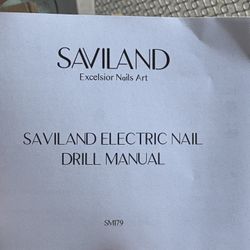 SAVILAND
Excelsior Nails Art
SAVILAND ELECTRIC NAIL
DRILL MANUAL
SM179